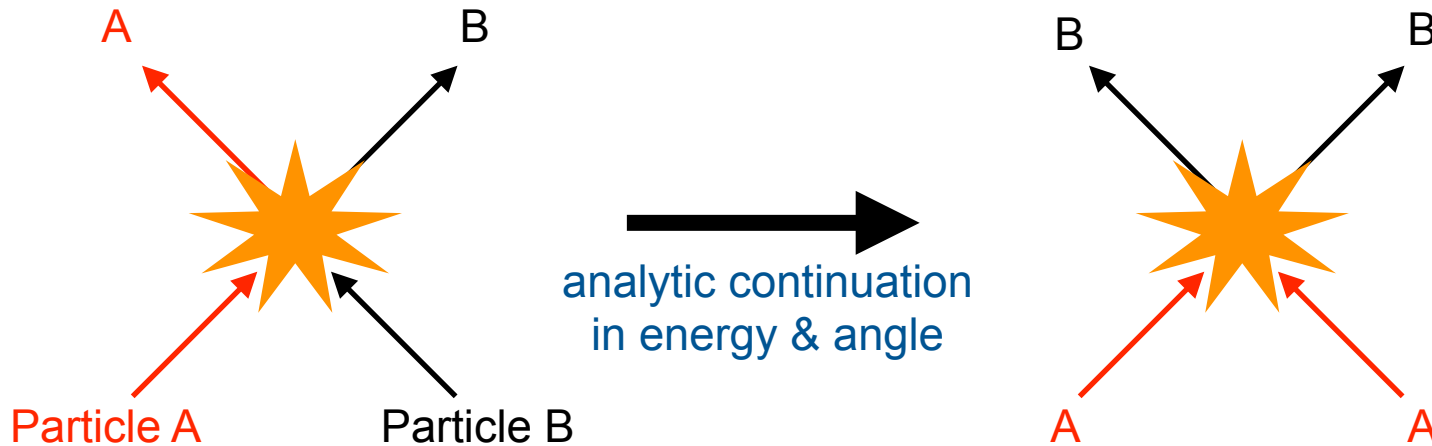 A
B
B
B
analytic continuation
in energy & angle
Particle A
Particle B
A
A